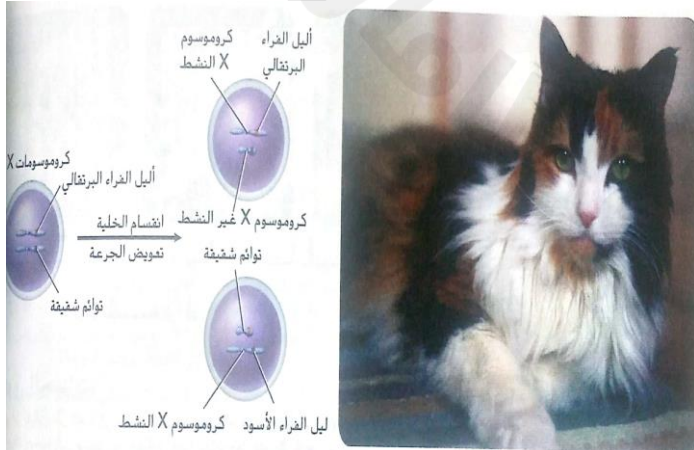 أليل الفراء
البرتقالي
كروموسوم
X النشط
كروموسومات X
أليل الفراء البرتقالي
انقسام الخلية
تعويض الجرعة
كروموسوم X غير النشط
توائم شقيقة
توائم شقيقة
كروموسوم X النشط
ليل الفراء الأسود